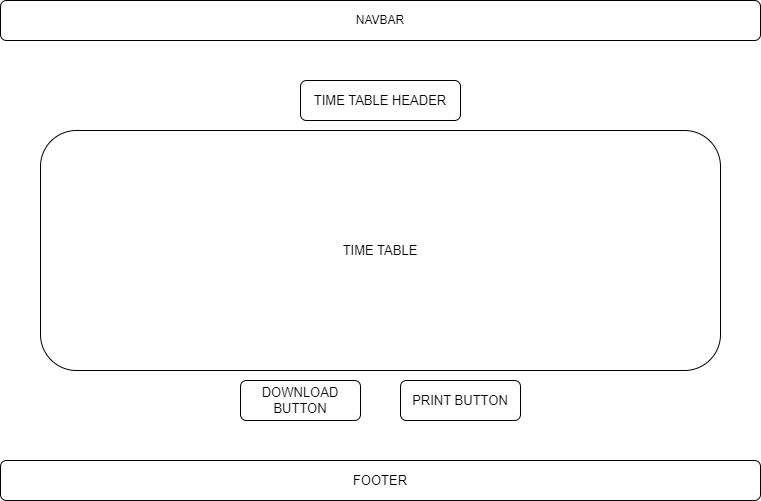 NAVBAR
TIME TABLE HEADER
TIME TABLE
DOWNLOAD
BUTTON
PRINT BUTTON
FOOTER